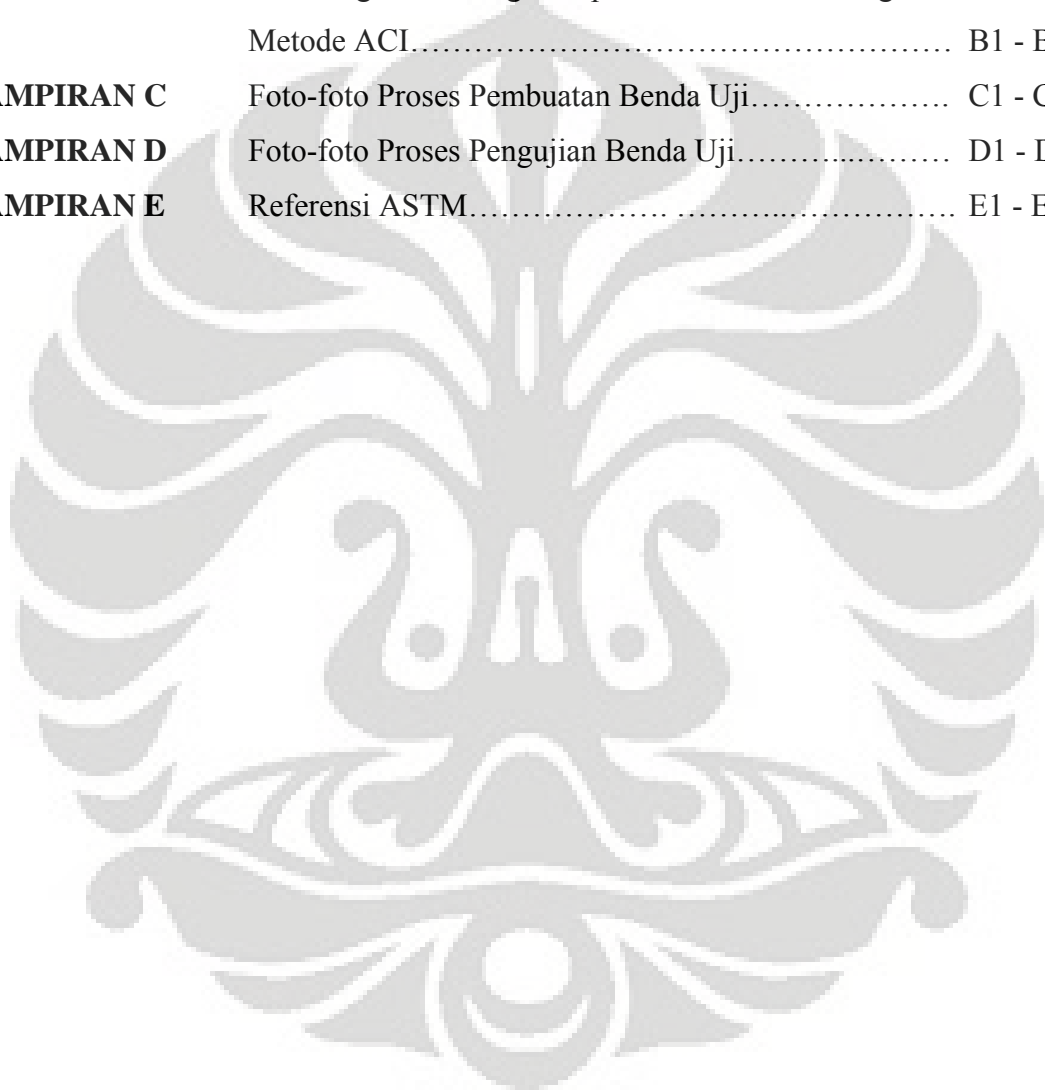 Metode ACI…………………………………………… B1 - B
AMPIRAN C Foto-foto Proses Pembuatan Benda Uji………………. C1 - C
AMPIRAN D Foto-foto Proses Pengujian Benda Uji………...……… D1 - D
AMPIRAN E Referensi ASTM………………. ………...…………… E1 - E